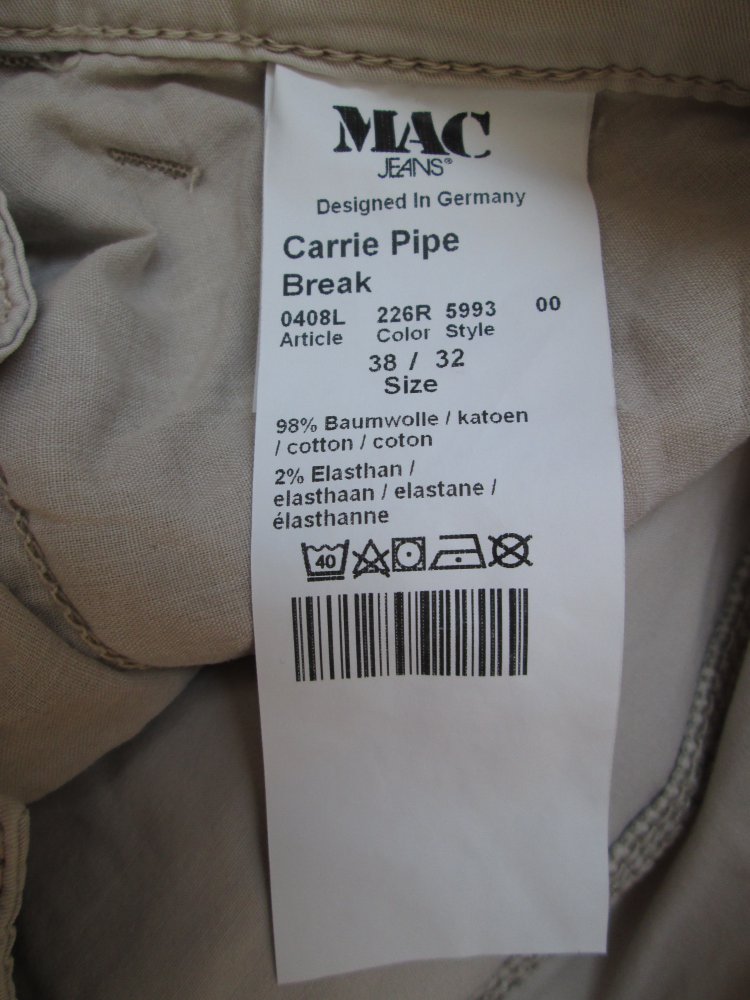 MAC
JEANS®
Designed In Germany
Carrie Pipe
Break
0408L 226R 5993 00
Article Color Style
38 / 32
Size
98% Baumwolle / katoen
/ cotton / coton
2% Elasthan /
elasthaan / elastane /
élasthanne
40